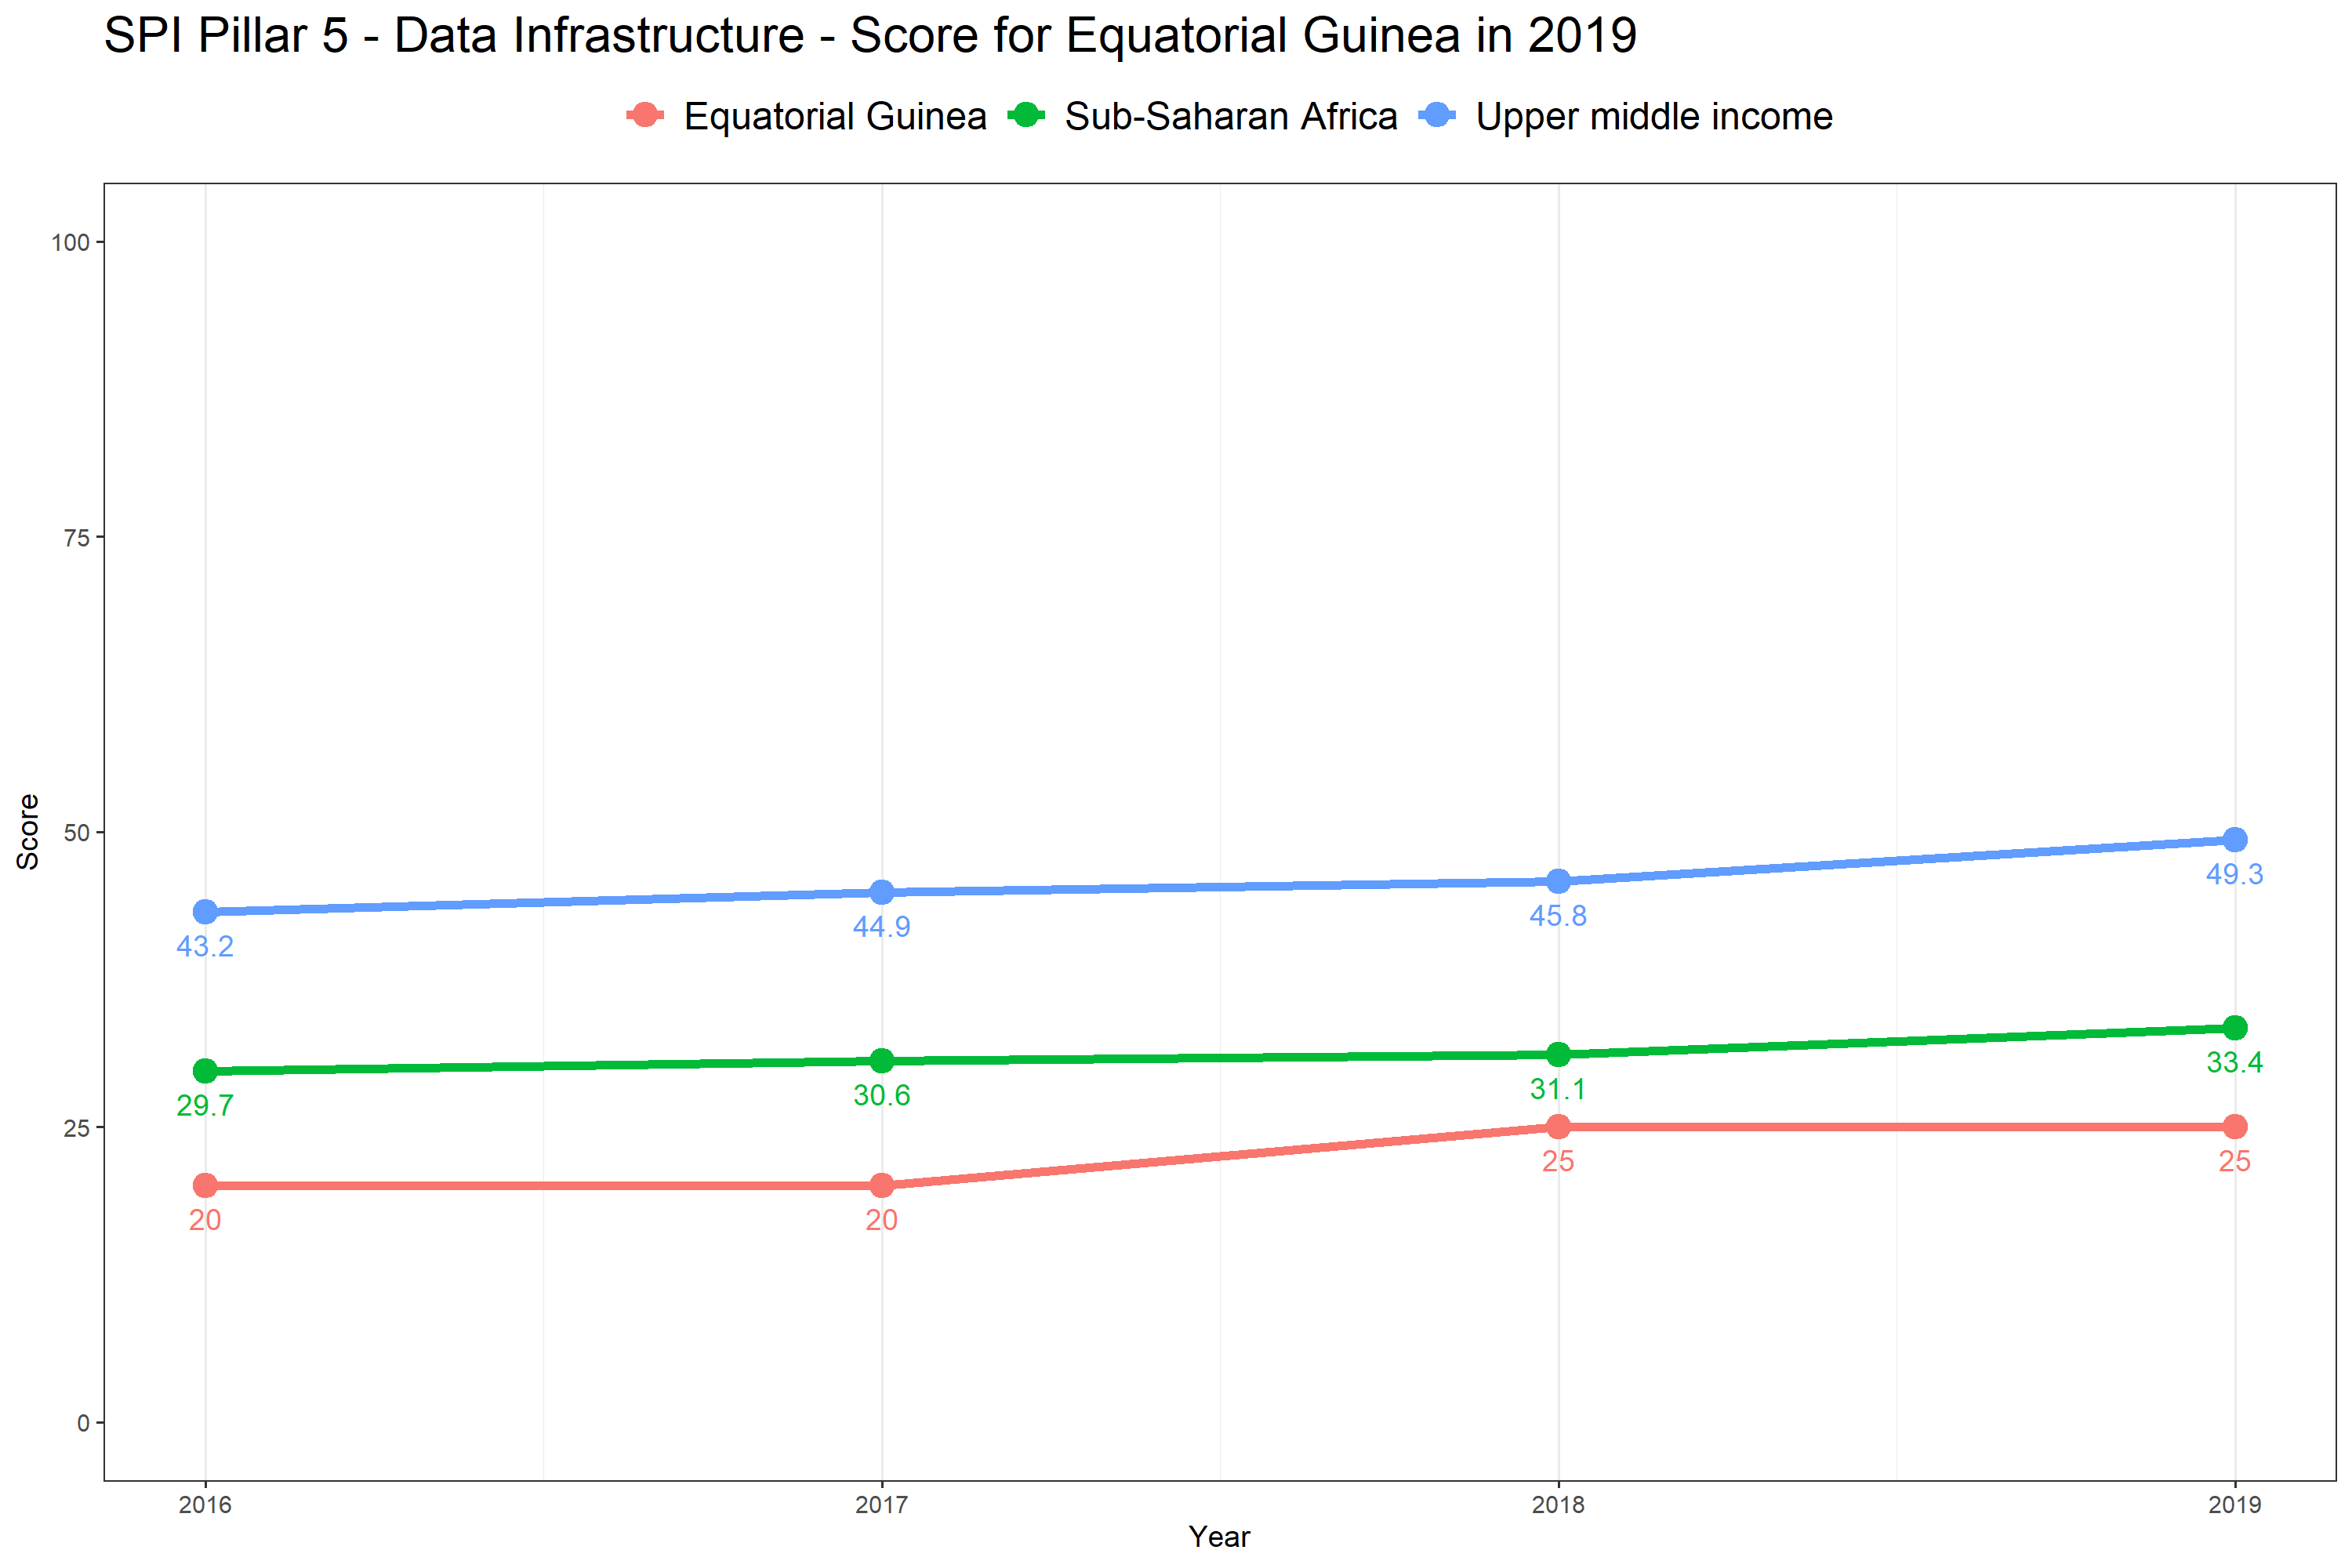 SPI Pillar 5 - Data Infrastructure - Score for Equatorial Guinea in 2019
Equatorial Guinea Sub-Saharan Africa Upper middle income
100
75
50
25
0
Score
43.2 44.9 45.8 49.3
29.7 30.6 31.1 33.4
20 20 25 25
2016 2017 2018 2019
Year